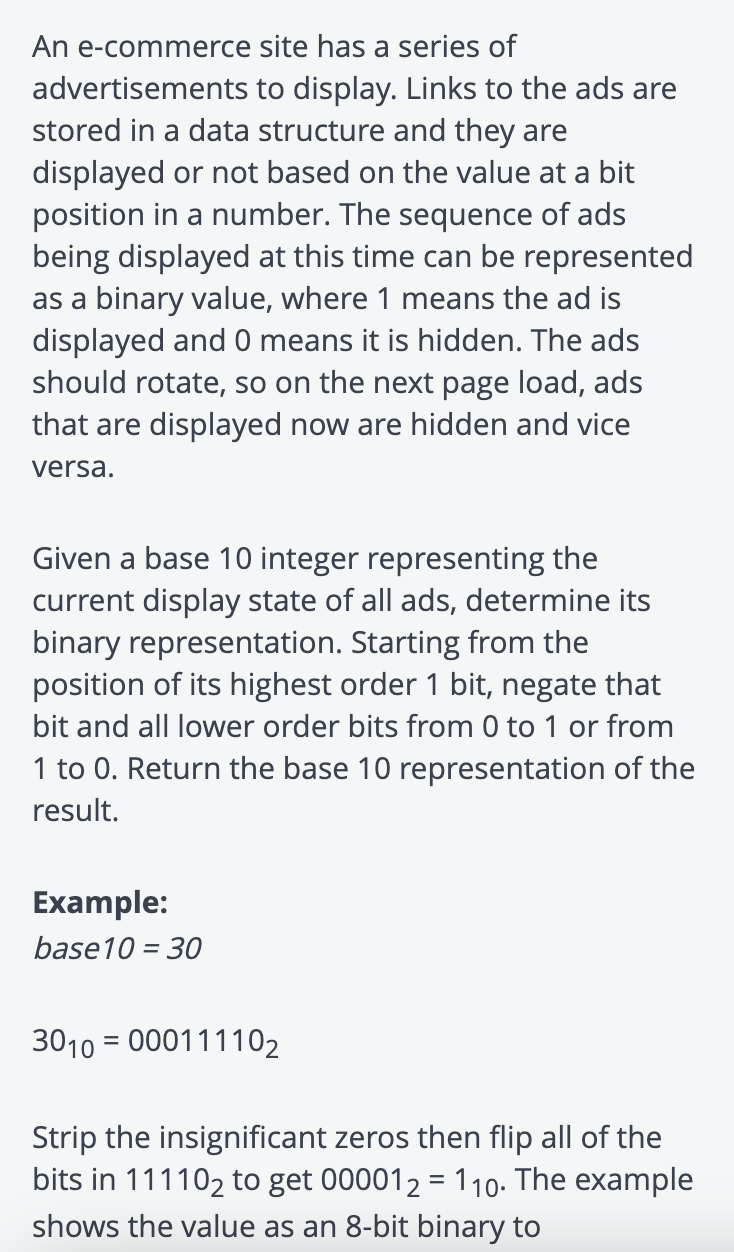 An e-commerce site has a series of
advertisements to display. Links to the ads are
stored in a data structure and they are
displayed or not based on the value at a bit
position in a number. The sequence of ads
being displayed at this time can be represented
as a binary value, where 1 means the ad is
displayed and 0 means it is hidden. The ads
should rotate, so on the next page load, ads
that are displayed now are hidden and vice
versa.
Given a base 10 integer representing the
current display state of all ads, determine its
binary representation. Starting from the
position of its highest order 1 bit, negate that
bit and all lower order bits from 0 to 1 or from
1 to 0. Return the base 10 representation of the
result.
Example:
base10 = 30
30₁₀ = 00011110₂
Strip the insignificant zeros then flip all of the
bits in 11110₂ to get 00001₂ = 1₁₀. The example
shows the value as an 8-bit binary to